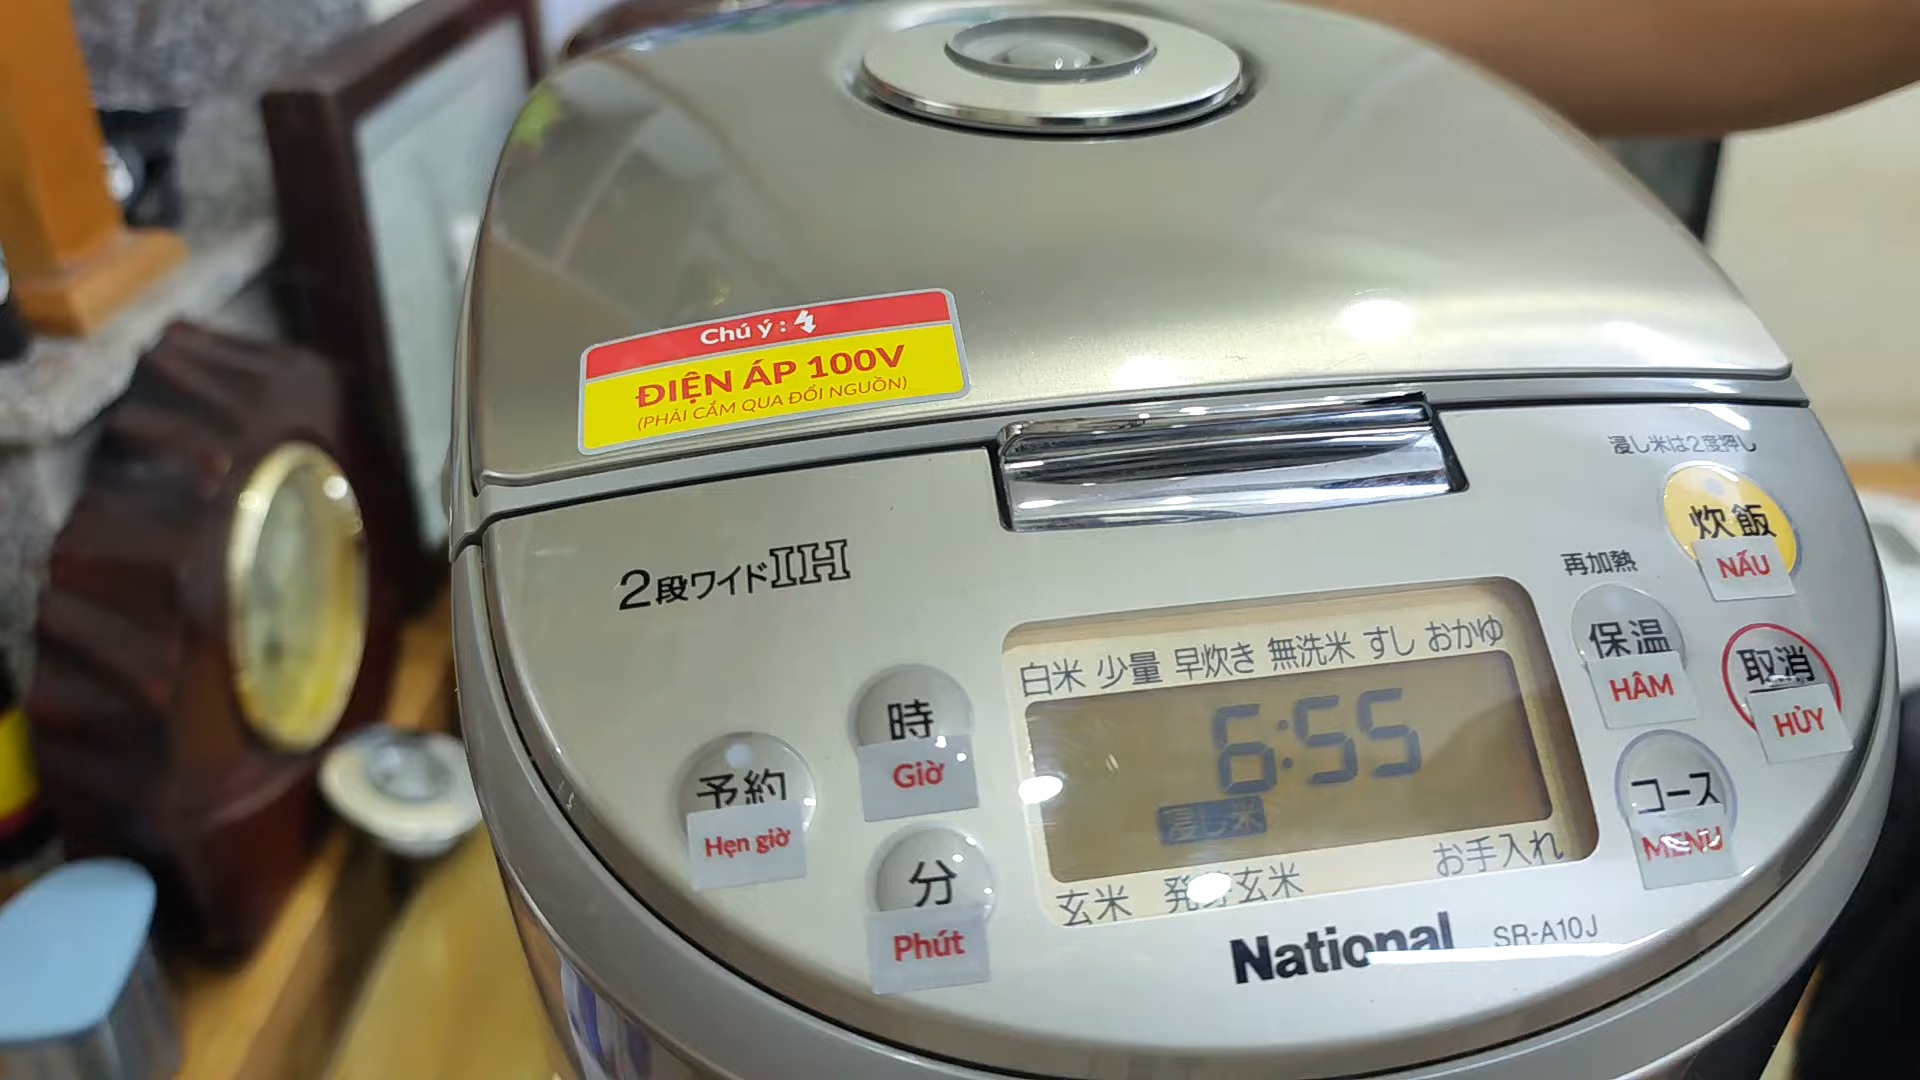 Chú ý:
ĐIỆN ÁP 100V
(PHẢI CẮM QUA ĐỔI NGUỒN)
浸し米は2度押し
炊飯
NẤU
2段ワイドIH
再加熱
保温
HÂM
取消
HỦY
白米 少量 早炊き 無洗米 すし おかゆ
6:55
浸し米
時
Giờ
予約
Hẹn giờ
コース
MENU
分
Phút
玄米 発芽玄米 お手入れ
National SR-A10J